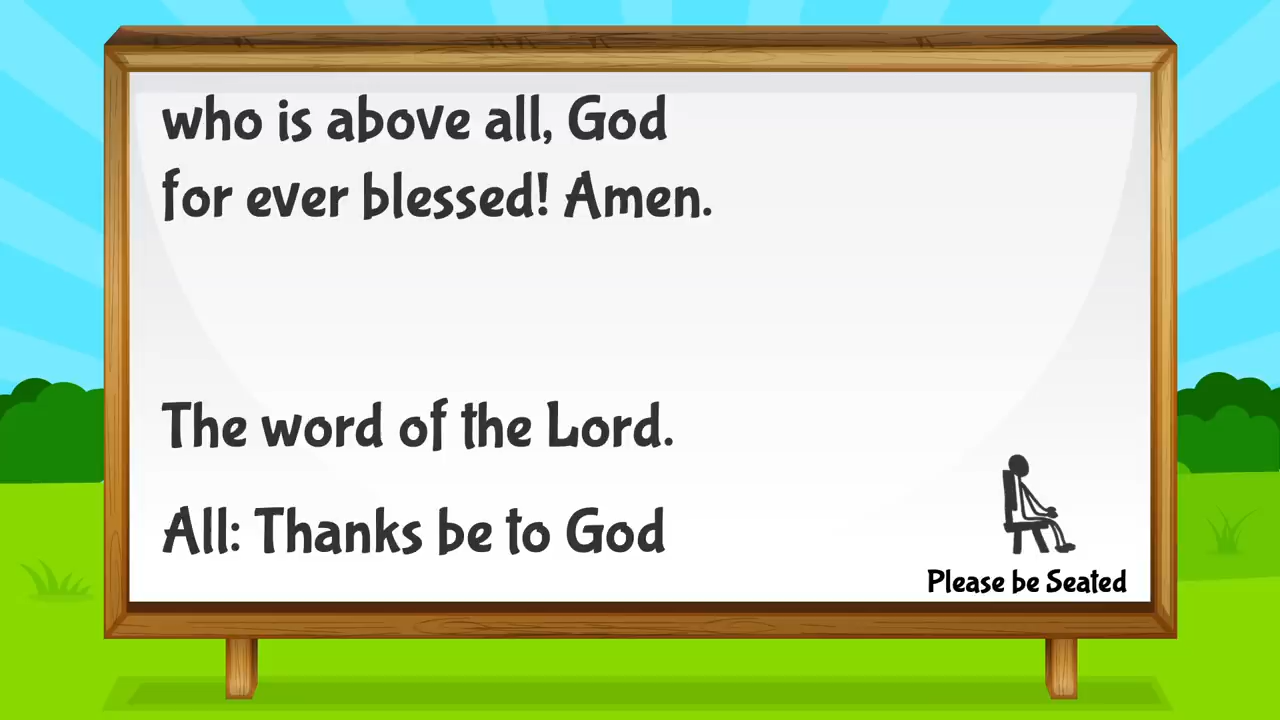 who is above all, God
for ever blessed! Amen.
The word of the Lord.
All: Thanks be to God
Please be Seated